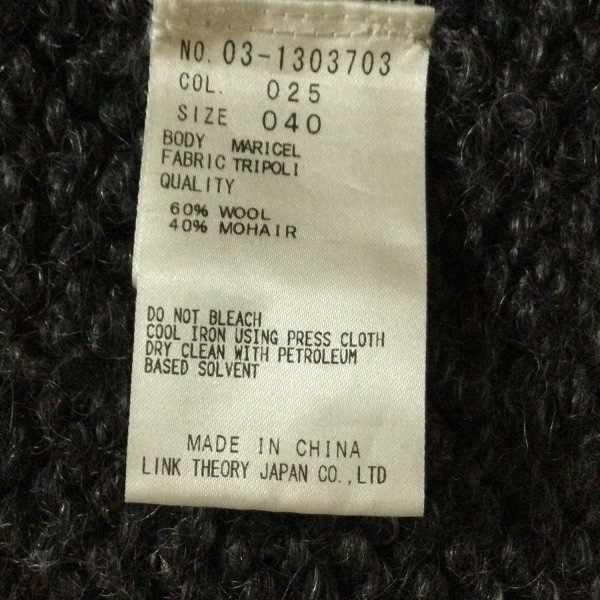 NO. 03-1303703
COL. 025
SIZE 040
BODY MARICEL
FABRIC TRIPOLI
QUALITY
60% WOOL
40% MOHAIR
DO NOT BLEACH
COOL IRON USING PRESS CLOTH
DRY CLEAN WITH PETROLEUM
BASED SOLVENT
MADE IN CHINA
LINK THEORY JAPAN CO.,LTD